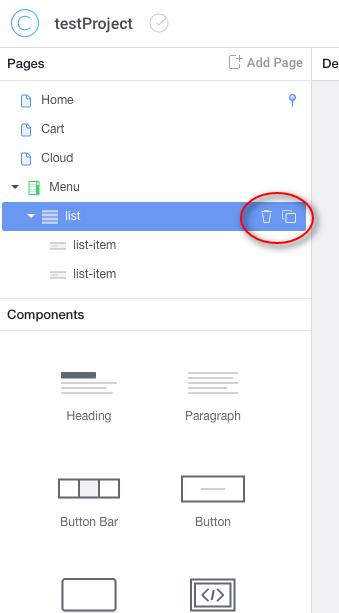 testProject
Pages
Add Page
De
Home
Cart
Cloud
Menu
list
list-item
list-item
Components
Heading
Paragraph
Button Bar
Button
</>